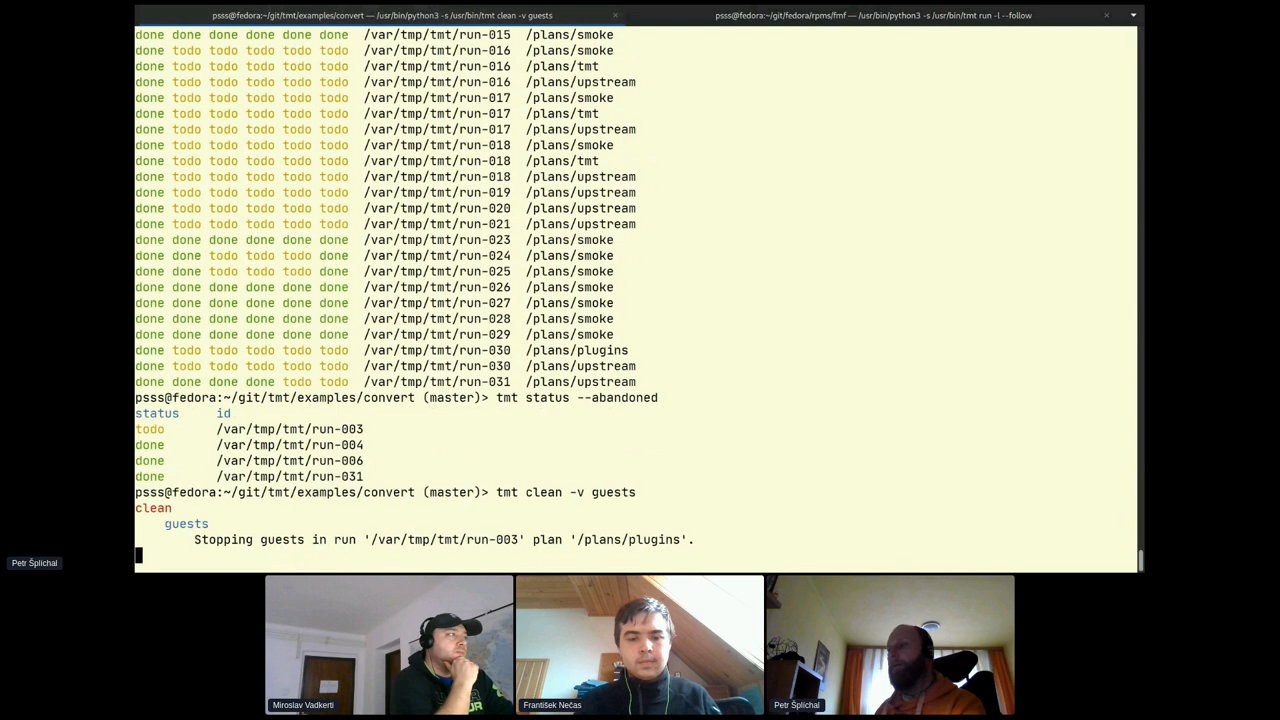 psss@fedora:~/git/tmt/examples/convert — /usr/bin/python3 -s /usr/bin/tmt clean -v guests × psss@fedora:~/git/fedora/rpms/fmf — /usr/bin/python3 -s /usr/bin/tmt run -l --follow ×
done done done done done done /var/tmp/tmt/run-015 /plans/smoke
done todo todo todo todo todo /var/tmp/tmt/run-016 /plans/smoke
done todo todo todo todo todo /var/tmp/tmt/run-016 /plans/tmt
done todo todo todo todo todo /var/tmp/tmt/run-016 /plans/upstream
done todo todo todo todo todo /var/tmp/tmt/run-017 /plans/smoke
done todo todo todo todo todo /var/tmp/tmt/run-017 /plans/tmt
done todo todo todo todo todo /var/tmp/tmt/run-017 /plans/upstream
done todo todo todo todo todo /var/tmp/tmt/run-018 /plans/smoke
done todo todo todo todo todo /var/tmp/tmt/run-018 /plans/tmt
done todo todo todo todo todo /var/tmp/tmt/run-018 /plans/upstream
done todo todo todo todo todo /var/tmp/tmt/run-019 /plans/upstream
done todo todo todo todo todo /var/tmp/tmt/run-020 /plans/upstream
done todo todo todo todo todo /var/tmp/tmt/run-021 /plans/upstream
done done done done done done /var/tmp/tmt/run-023 /plans/smoke
done done todo todo todo done /var/tmp/tmt/run-024 /plans/smoke
done done todo todo todo done /var/tmp/tmt/run-025 /plans/smoke
done done done done done done /var/tmp/tmt/run-026 /plans/smoke
done done done done done done /var/tmp/tmt/run-027 /plans/smoke
done done done done done done /var/tmp/tmt/run-028 /plans/smoke
done done done done done done /var/tmp/tmt/run-029 /plans/smoke
done todo todo todo todo todo /var/tmp/tmt/run-030 /plans/plugins
done todo todo todo todo todo /var/tmp/tmt/run-030 /plans/upstream
done done done done todo todo /var/tmp/tmt/run-031 /plans/upstream
psss@fedora:~/git/tmt/examples/convert (master)> tmt status --abandoned
status id
todo /var/tmp/tmt/run-003
done /var/tmp/tmt/run-004
done /var/tmp/tmt/run-006
done /var/tmp/tmt/run-031
psss@fedora:~/git/tmt/examples/convert (master)> tmt clean -v guests
clean
guests
Stopping guests in run '/var/tmp/tmt/run-003' plan '/plans/plugins'.
Petr Šplíchal
Miroslav Vadkerti
František Nečas
Petr Šplíchal